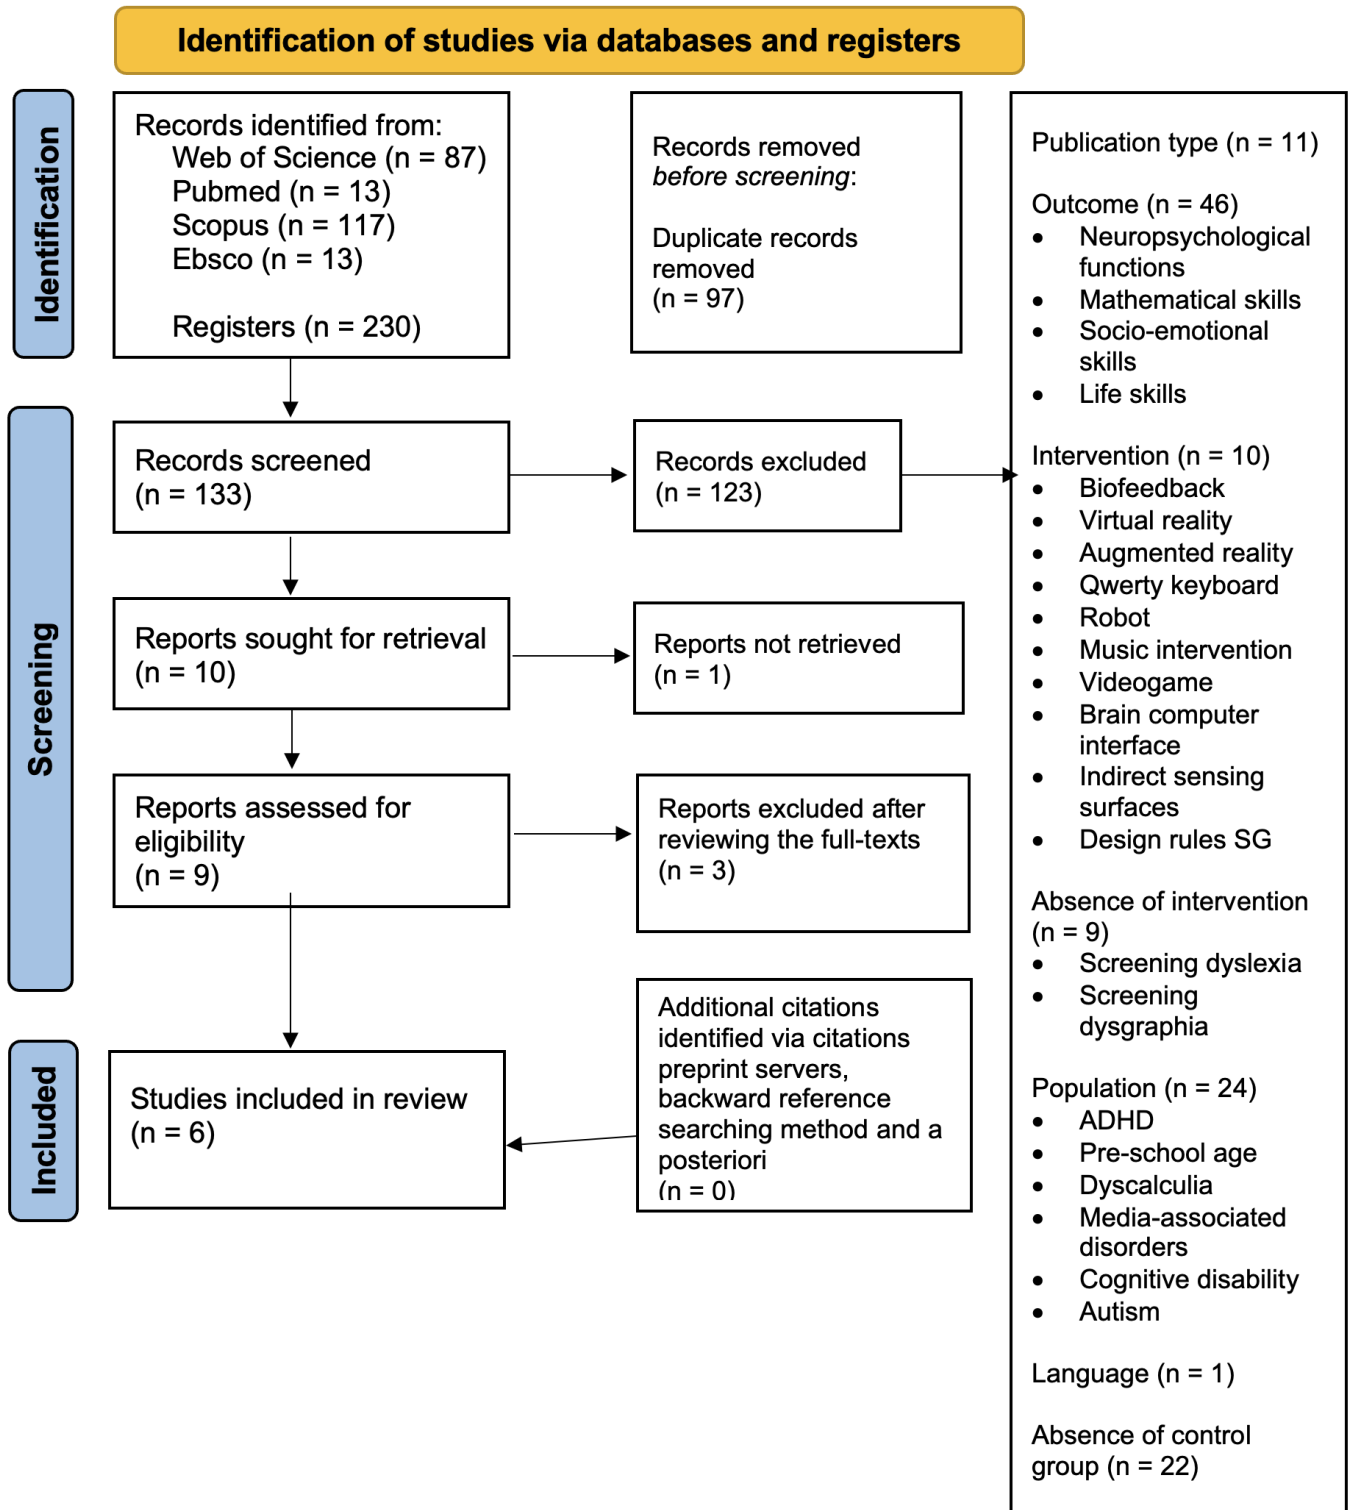 Identification of studies via databases and registers
Identification
Records identified from:
Web of Science (n = 87)
Pubmed (n = 13)
Scopus (n = 117)
Ebsco (n = 13)
Registers (n = 230)
Records removed
before screening:
Duplicate records
removed
(n = 97)
Screening
Records screened
(n = 133)
Records excluded
(n = 123)
Reports sought for retrieval
(n = 10)
Reports not retrieved
(n = 1)
Reports assessed for
eligibility
(n = 9)
Reports excluded after
reviewing the full-texts
(n = 3)
Included
Studies included in review
(n = 6)
Additional citations
identified via citations
preprint servers,
backward reference
searching method and a
posteriori
(n = 0)
Publication type (n = 11)
Outcome (n = 46)
• Neuropsychological
functions
• Mathematical skills
• Socio-emotional
skills
• Life skills
Intervention (n = 10)
• Biofeedback
• Virtual reality
• Augmented reality
• Qwerty keyboard
• Robot
• Music intervention
• Videogame
• Brain computer
interface
• Indirect sensing
surfaces
• Design rules SG
Absence of intervention
(n = 9)
• Screening dyslexia
• Screening
dysgraphia
Population (n = 24)
• ADHD
• Pre-school age
• Dyscalculia
• Media-associated
disorders
• Cognitive disability
• Autism
Language (n = 1)
Absence of control
group (n = 22)